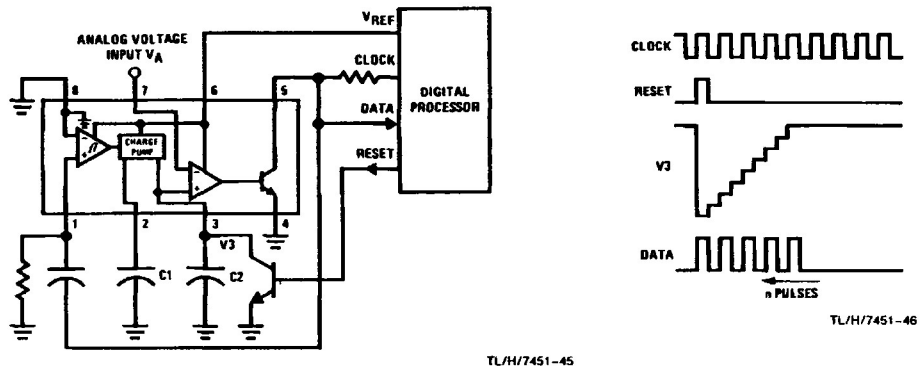 ANALOG VOLTAGE
INPUT VA
VREF
CLOCK
DATA
RESET
DIGITAL
PROCESSOR
8
7
6
5
CHARGE
PUMP
1
2
3
4
V3
C1
C2
TL/H/7451-45
CLOCK
RESET
V3
DATA
n PULSES
TL/H/7451-46